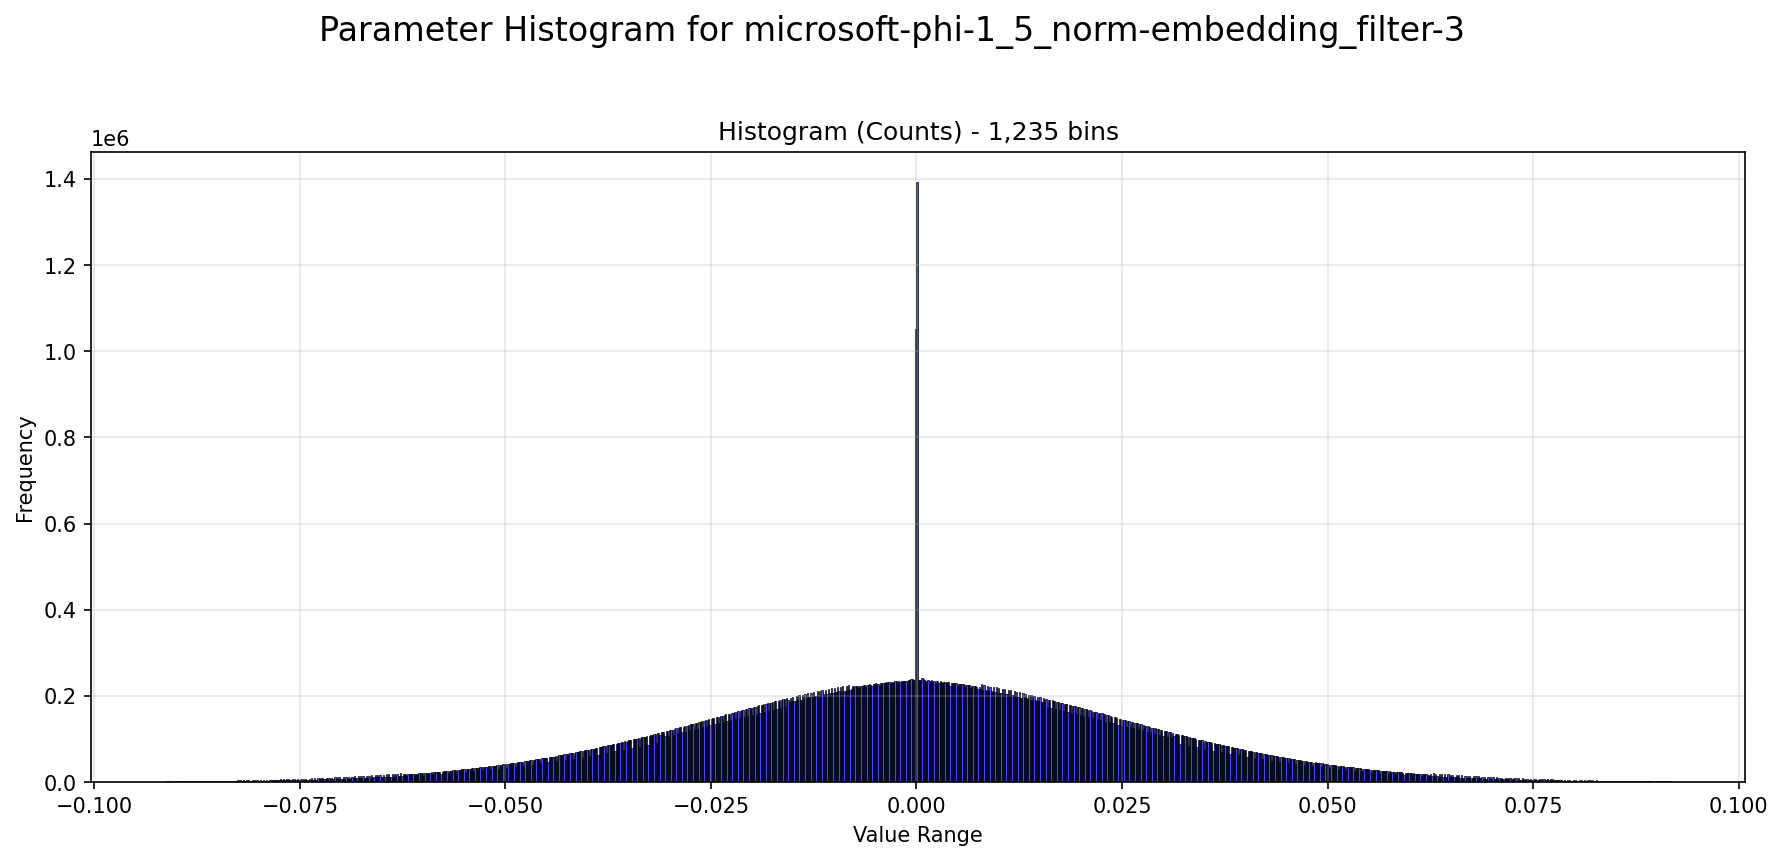 Parameter Histogram for microsoft-phi-1_5_norm-embedding_filter-3
Histogram (Counts) - 1,235 bins
1e6
1.4
1.2
1.0
0.8
0.6
0.4
0.2
0.0
Frequency
−0.100 −0.075 −0.050 −0.025 0.000 0.025 0.050 0.075 0.100
Value Range